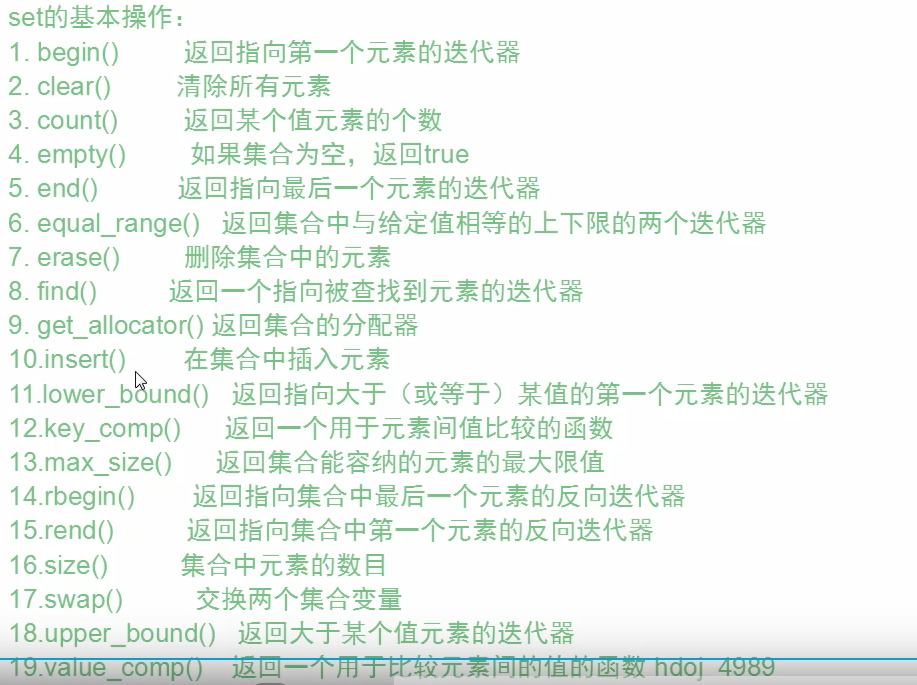 set的基本操作：
1. begin() 返回指向第一个元素的迭代器
2. clear() 清除所有元素
3. count() 返回某个值元素的个数
4. empty() 如果集合为空，返回true
5. end() 返回指向最后一个元素的迭代器
6. equal_range() 返回集合中与给定值相等的上下限的两个迭代器
7. erase() 删除集合中的元素
8. find() 返回一个指向被查找到元素的迭代器
9. get_allocator() 返回集合的分配器
10.insert() 在集合中插入元素
11.lower_bound() 返回指向大于（或等于）某值的第一个元素的迭代器
12.key_comp() 返回一个用于元素间值比较的函数
13.max_size() 返回集合能容纳的元素的最大限值
14.rbegin() 返回指向集合中最后一个元素的反向迭代器
15.rend() 返回指向集合中第一个元素的反向迭代器
16.size() 集合中元素的数目
17.swap() 交换两个集合变量
18.upper_bound() 返回大于某个值元素的迭代器
19.value_comp() 返回一个用于比较元素间的值的函数 hdoj 4989